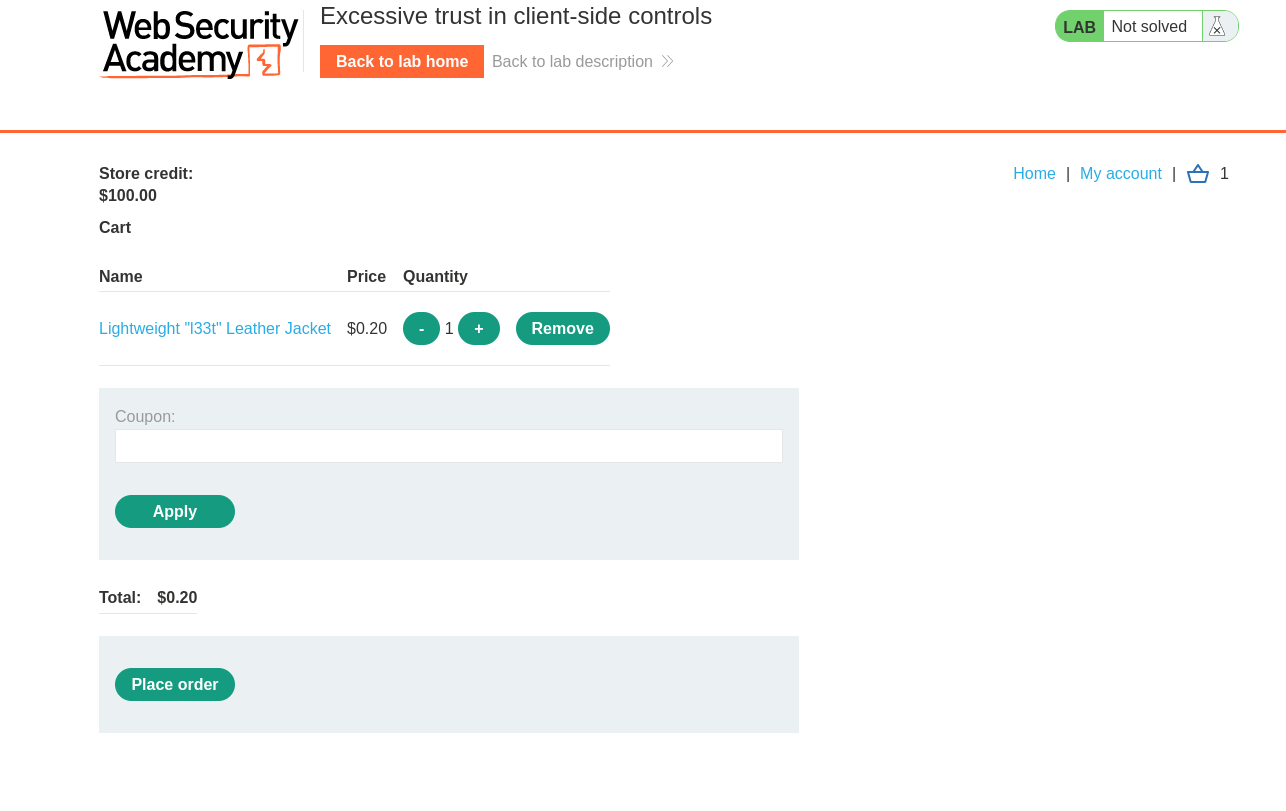 Web Security
Academy
Excessive trust in client-side controls
Back to lab home
Back to lab description
LAB
Not solved
Store credit:
$100.00
Home | My account | 1
Cart
Name Price Quantity
Lightweight "l33t" Leather Jacket $0.20 - 1 + Remove
Coupon:
Apply
Total: $0.20
Place order